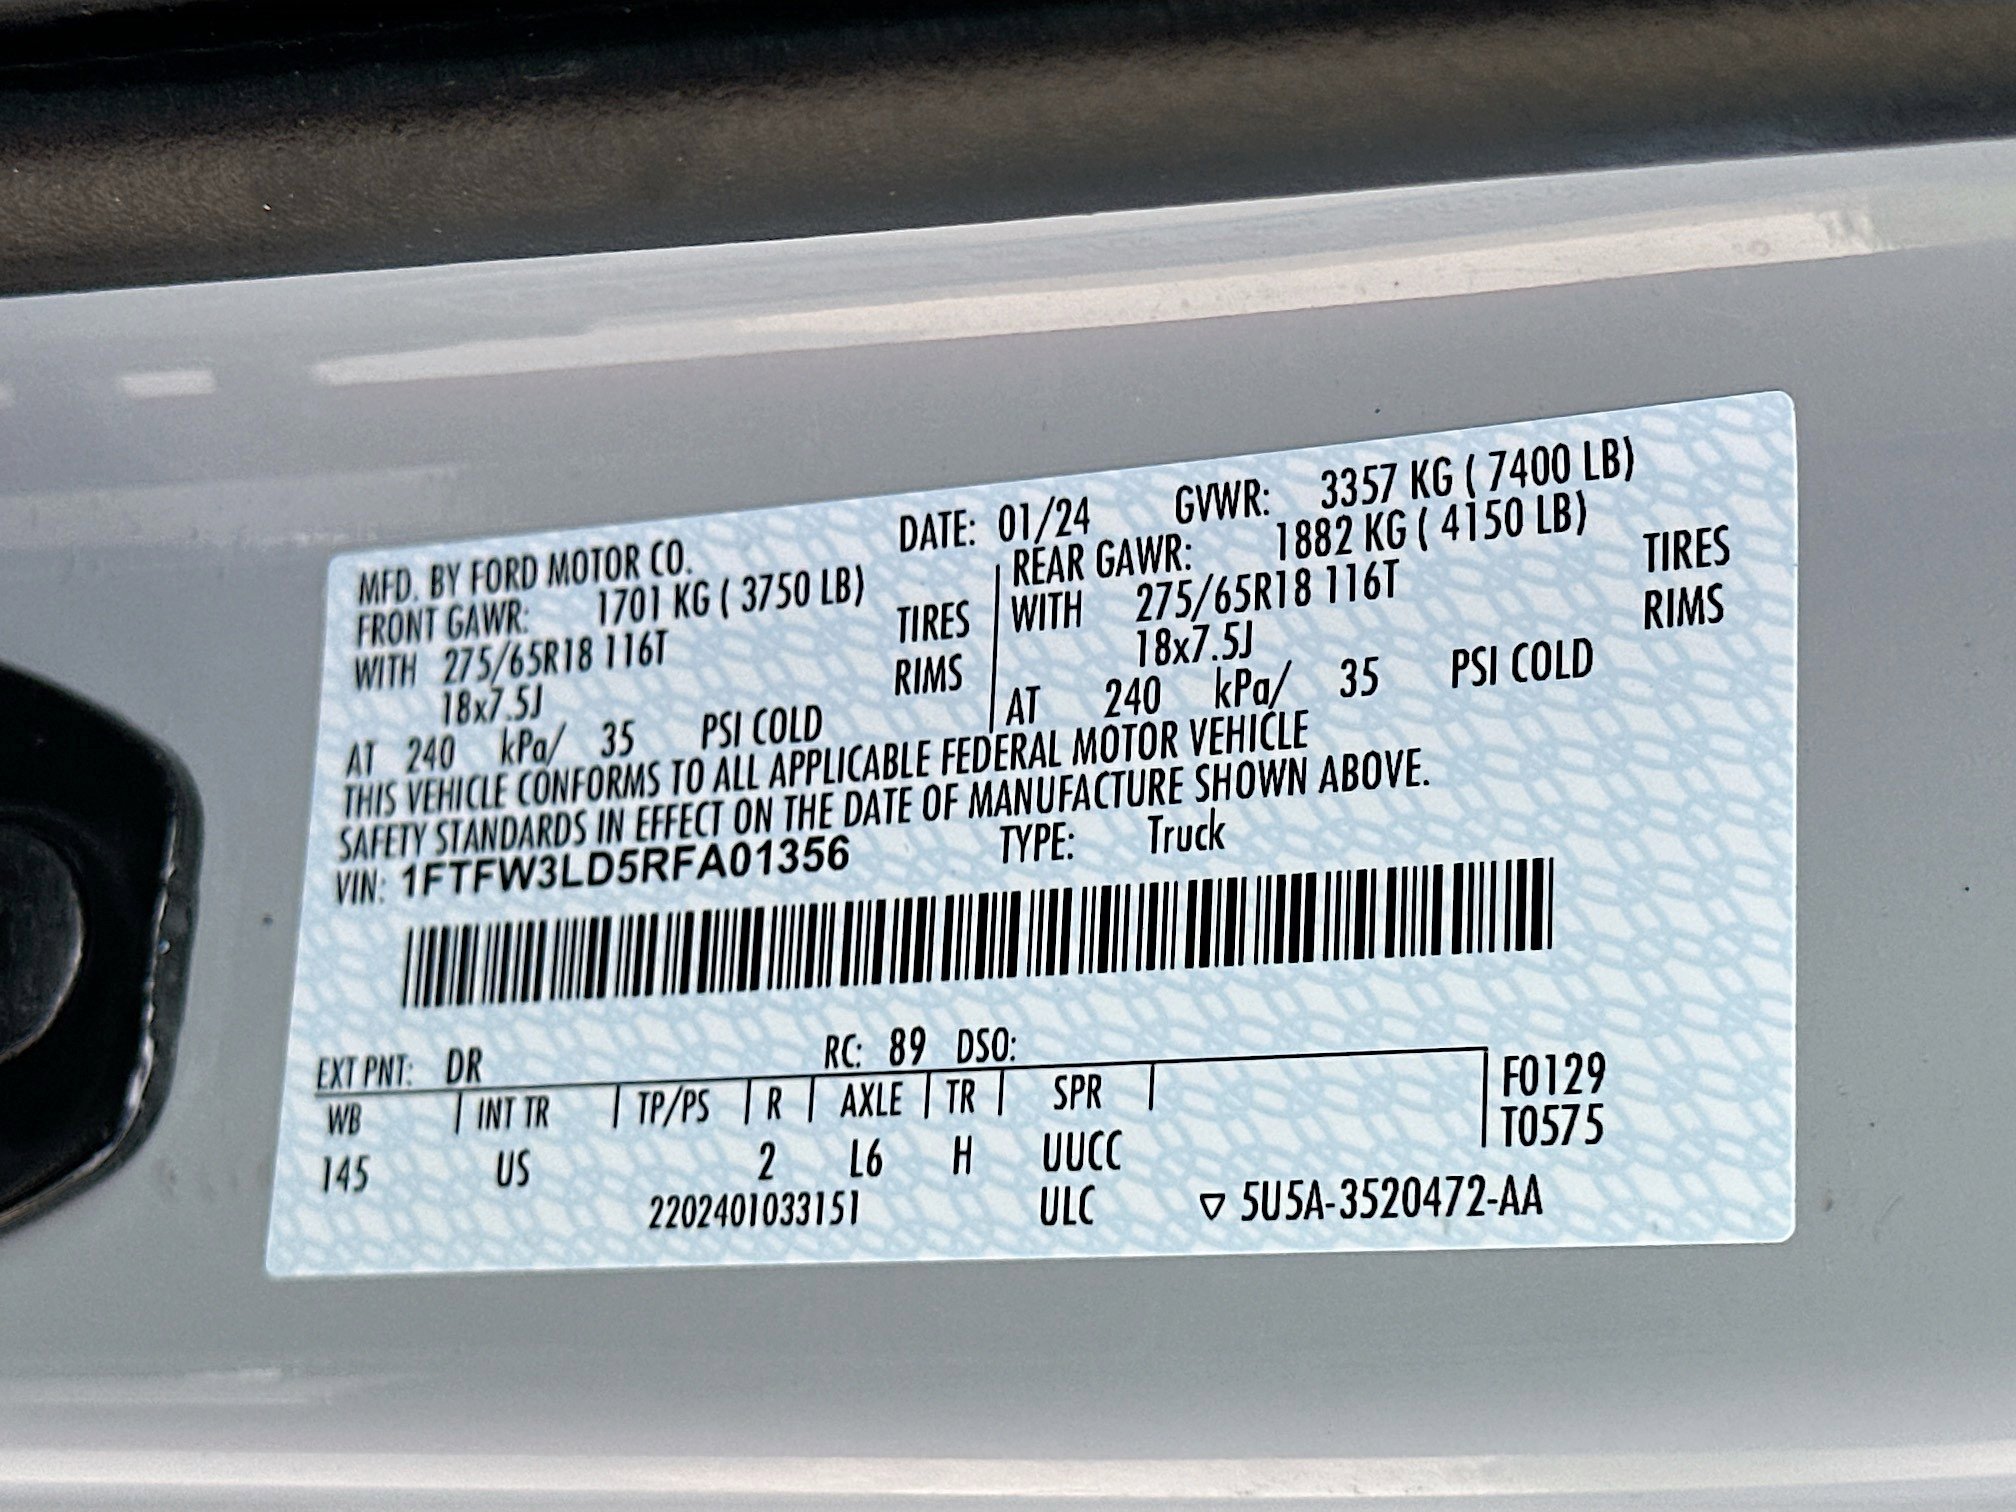 MFD. BY FORD MOTOR CO. DATE: 01/24 GVWR: 3357 KG ( 7400 LB)
FRONT GAWR: 1701 KG ( 3750 LB) REAR GAWR: 1882 KG ( 4150 LB)
WITH 275/65R18 116T TIRES WITH 275/65R18 116T TIRES
18x7.5J RIMS 18x7.5J RIMS
AT 240 kPa/ 35 PSI COLD AT 240 kPa/ 35 PSI COLD
THIS VEHICLE CONFORMS TO ALL APPLICABLE FEDERAL MOTOR VEHICLE
SAFETY STANDARDS IN EFFECT ON THE DATE OF MANUFACTURE SHOWN ABOVE.
VIN: 1FTFW3LD5RFA01356 TYPE: Truck
EXT PNT: DR RC: 89 DSO:
WB INT TR TP/PS R AXLE TR SPR F0129
T0575
145 US 2 L6 H UUCC
2202401033151 ULC ▽ 5U5A-3520472-AA